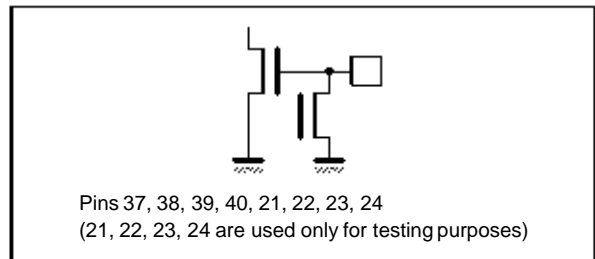 Pins 37, 38, 39, 40, 21, 22, 23, 24
(21, 22, 23, 24 are used only for testing purposes)